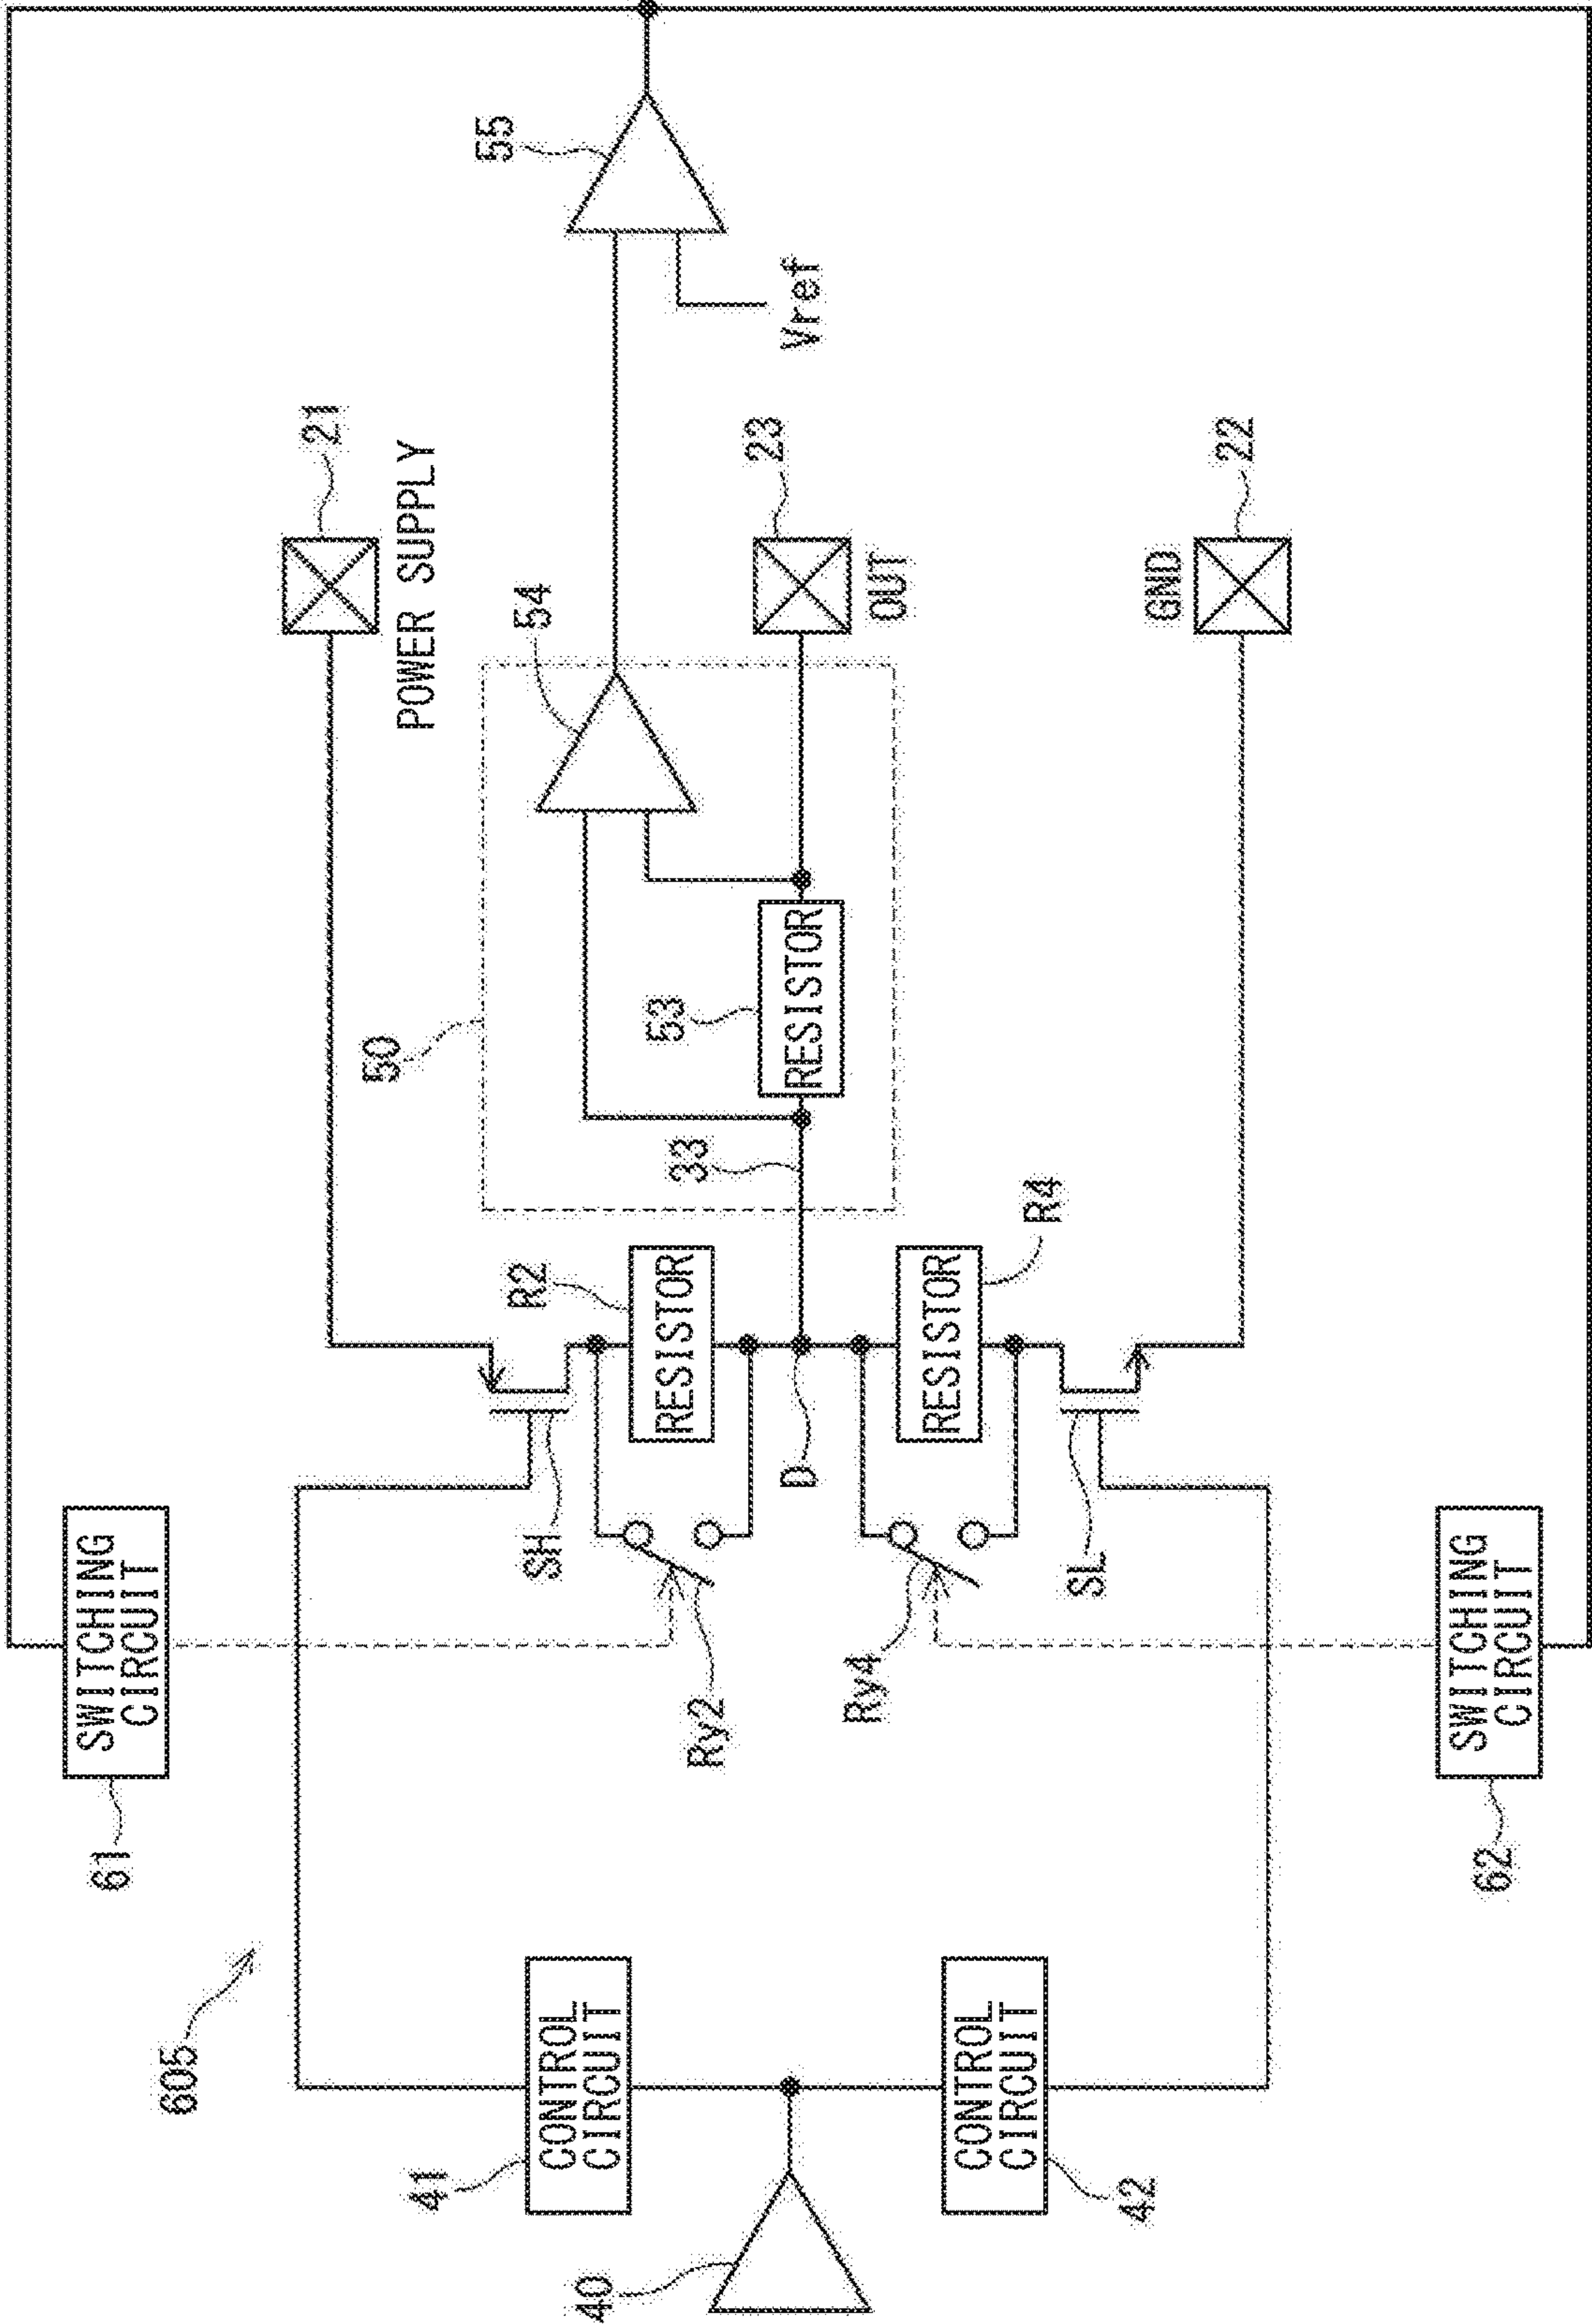 605
61
SWITCHING
CIRCUIT
21
POWER SUPPLY
55
Vref
50
54
53
RESISTOR
33
23
OUT
R2
RESISTOR
SH
Ry2
D
41
CONTROL
CIRCUIT
40
CONTROL
CIRCUIT
42
Ry4
RESISTOR
R4
SL
GND
22
SWITCHING
CIRCUIT
62